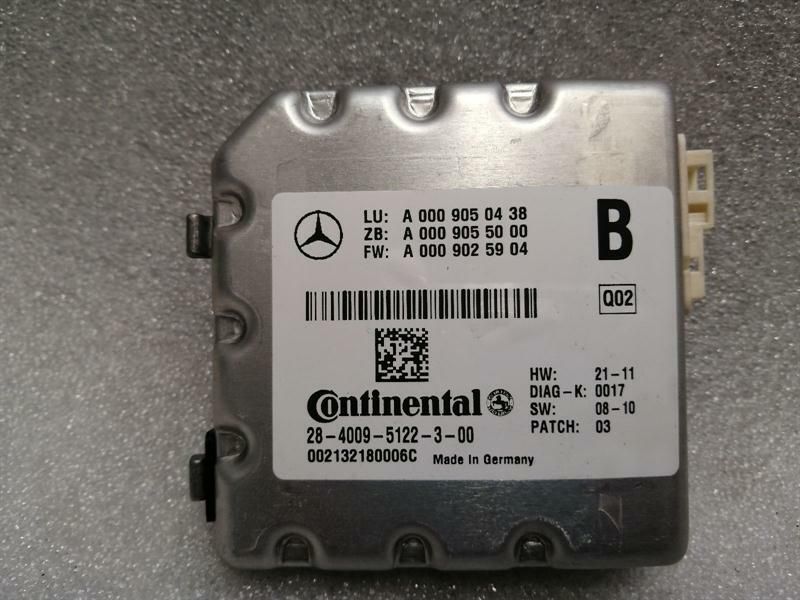 LU: A 000 905 04 38
ZB: A 000 905 50 00
FW: A 000 902 59 04
B
Q02
Continental
HW: 21-11
DIAG-K: 0017
SW: 08-10
PATCH: 03
28-4009-5122-3-00
002132180006C Made in Germany